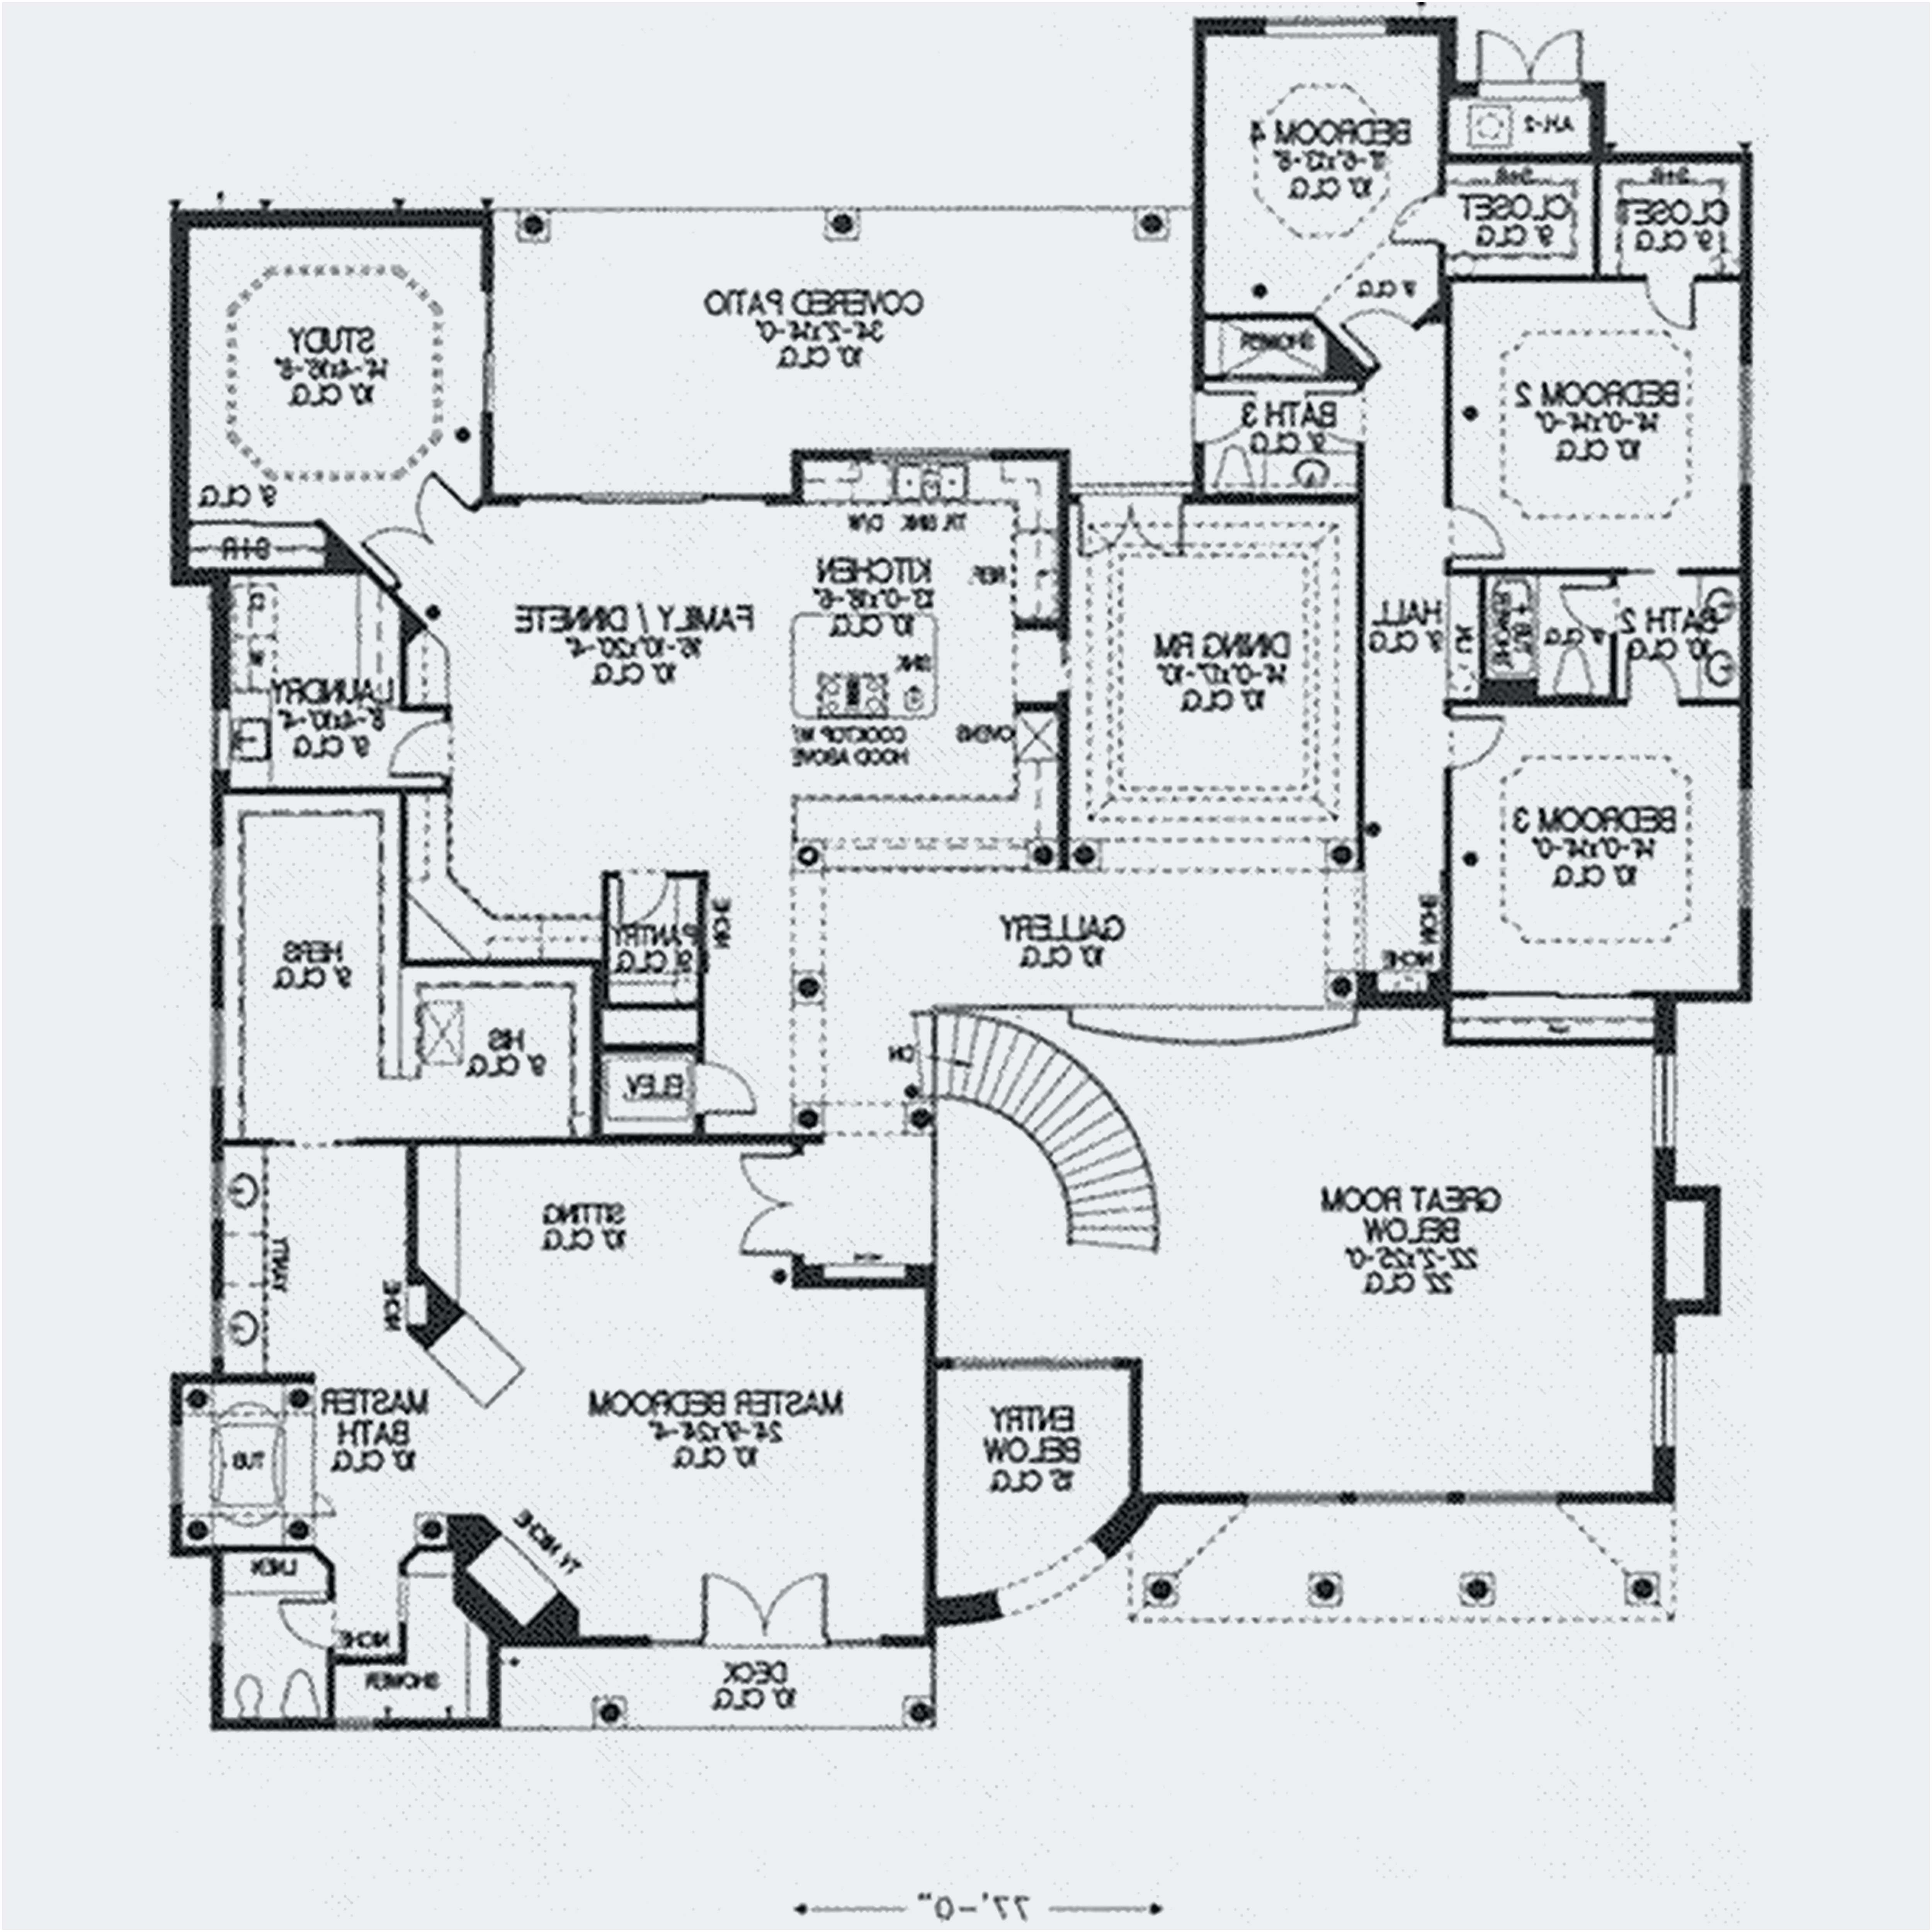 BEDROOM 4
11'-6"x13'-8"
10' CLG
AH-2
S+R
CLOSET
9' CLG
S+R
CLOSET
9' CLG
9' CLG
COVERED PATIO
34'-2"x14'-0"
10' CLG
STUDY
14'-4"x16'-8"
10' CLG
9' CLG
S+R
SHOWER
BATH 3
9' CLG
BEDROOM 2
14'-0"x14'-0"
10' CLG
D/W
SINK
KITCHEN
13'-0"x18'-6"
10' CLG
REF.
SINK
COOKTOP W/
HOOD ABOVE
OVENS
FAMILY / DINNETE
16'-10"x20'-4"
10' CLG
DINING RM
14'-0"x17'-10"
10' CLG
HALL
9' CLG
SHOWER
9' CLG
BATH 2
10' CLG
LAUNDRY
8'-4"x10'-4"
9' CLG
BEDROOM 3
14'-0"x14'-0"
10' CLG
HERS
9' CLG
PANTRY
9' CLG
NICHE
GALLERY
10' CLG
NICHE
NICHE
HIS
9' CLG
ELEV.
DN
SITTING
10' CLG
VANITY
NICHE
GREAT ROOM
BELOW
22'-2"x25'-0"
22' CLG
MASTER
BATH
10' CLG
TUB
MASTER BEDROOM
24'-9"x24'-4"
10' CLG
ENTRY
BELOW
15' CLG
TV NICHE
LINEN
NICHE
SHOWER
DECK
10' CLG
77'-0"